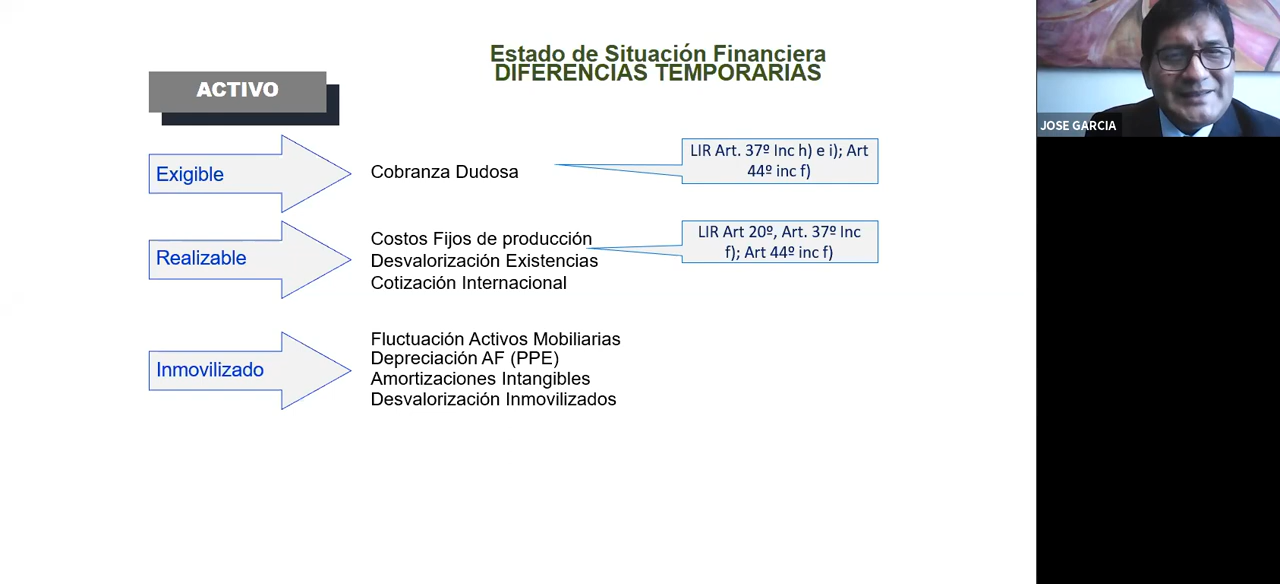 Estado de Situación Financiera
DIFERENCIAS TEMPORARIAS
ACTIVO
Exigible
Cobranza Dudosa
LIR Art. 37º Inc h) e i); Art
44º inc f)
Realizable
Costos Fijos de producción
Desvalorización Existencias
Cotización Internacional
LIR Art 20º, Art. 37º Inc
f); Art 44º inc f)
Inmovilizado
Fluctuación Activos Mobiliarias
Depreciación AF (PPE)
Amortizaciones Intangibles
Desvalorización Inmovilizados
JOSE GARCIA